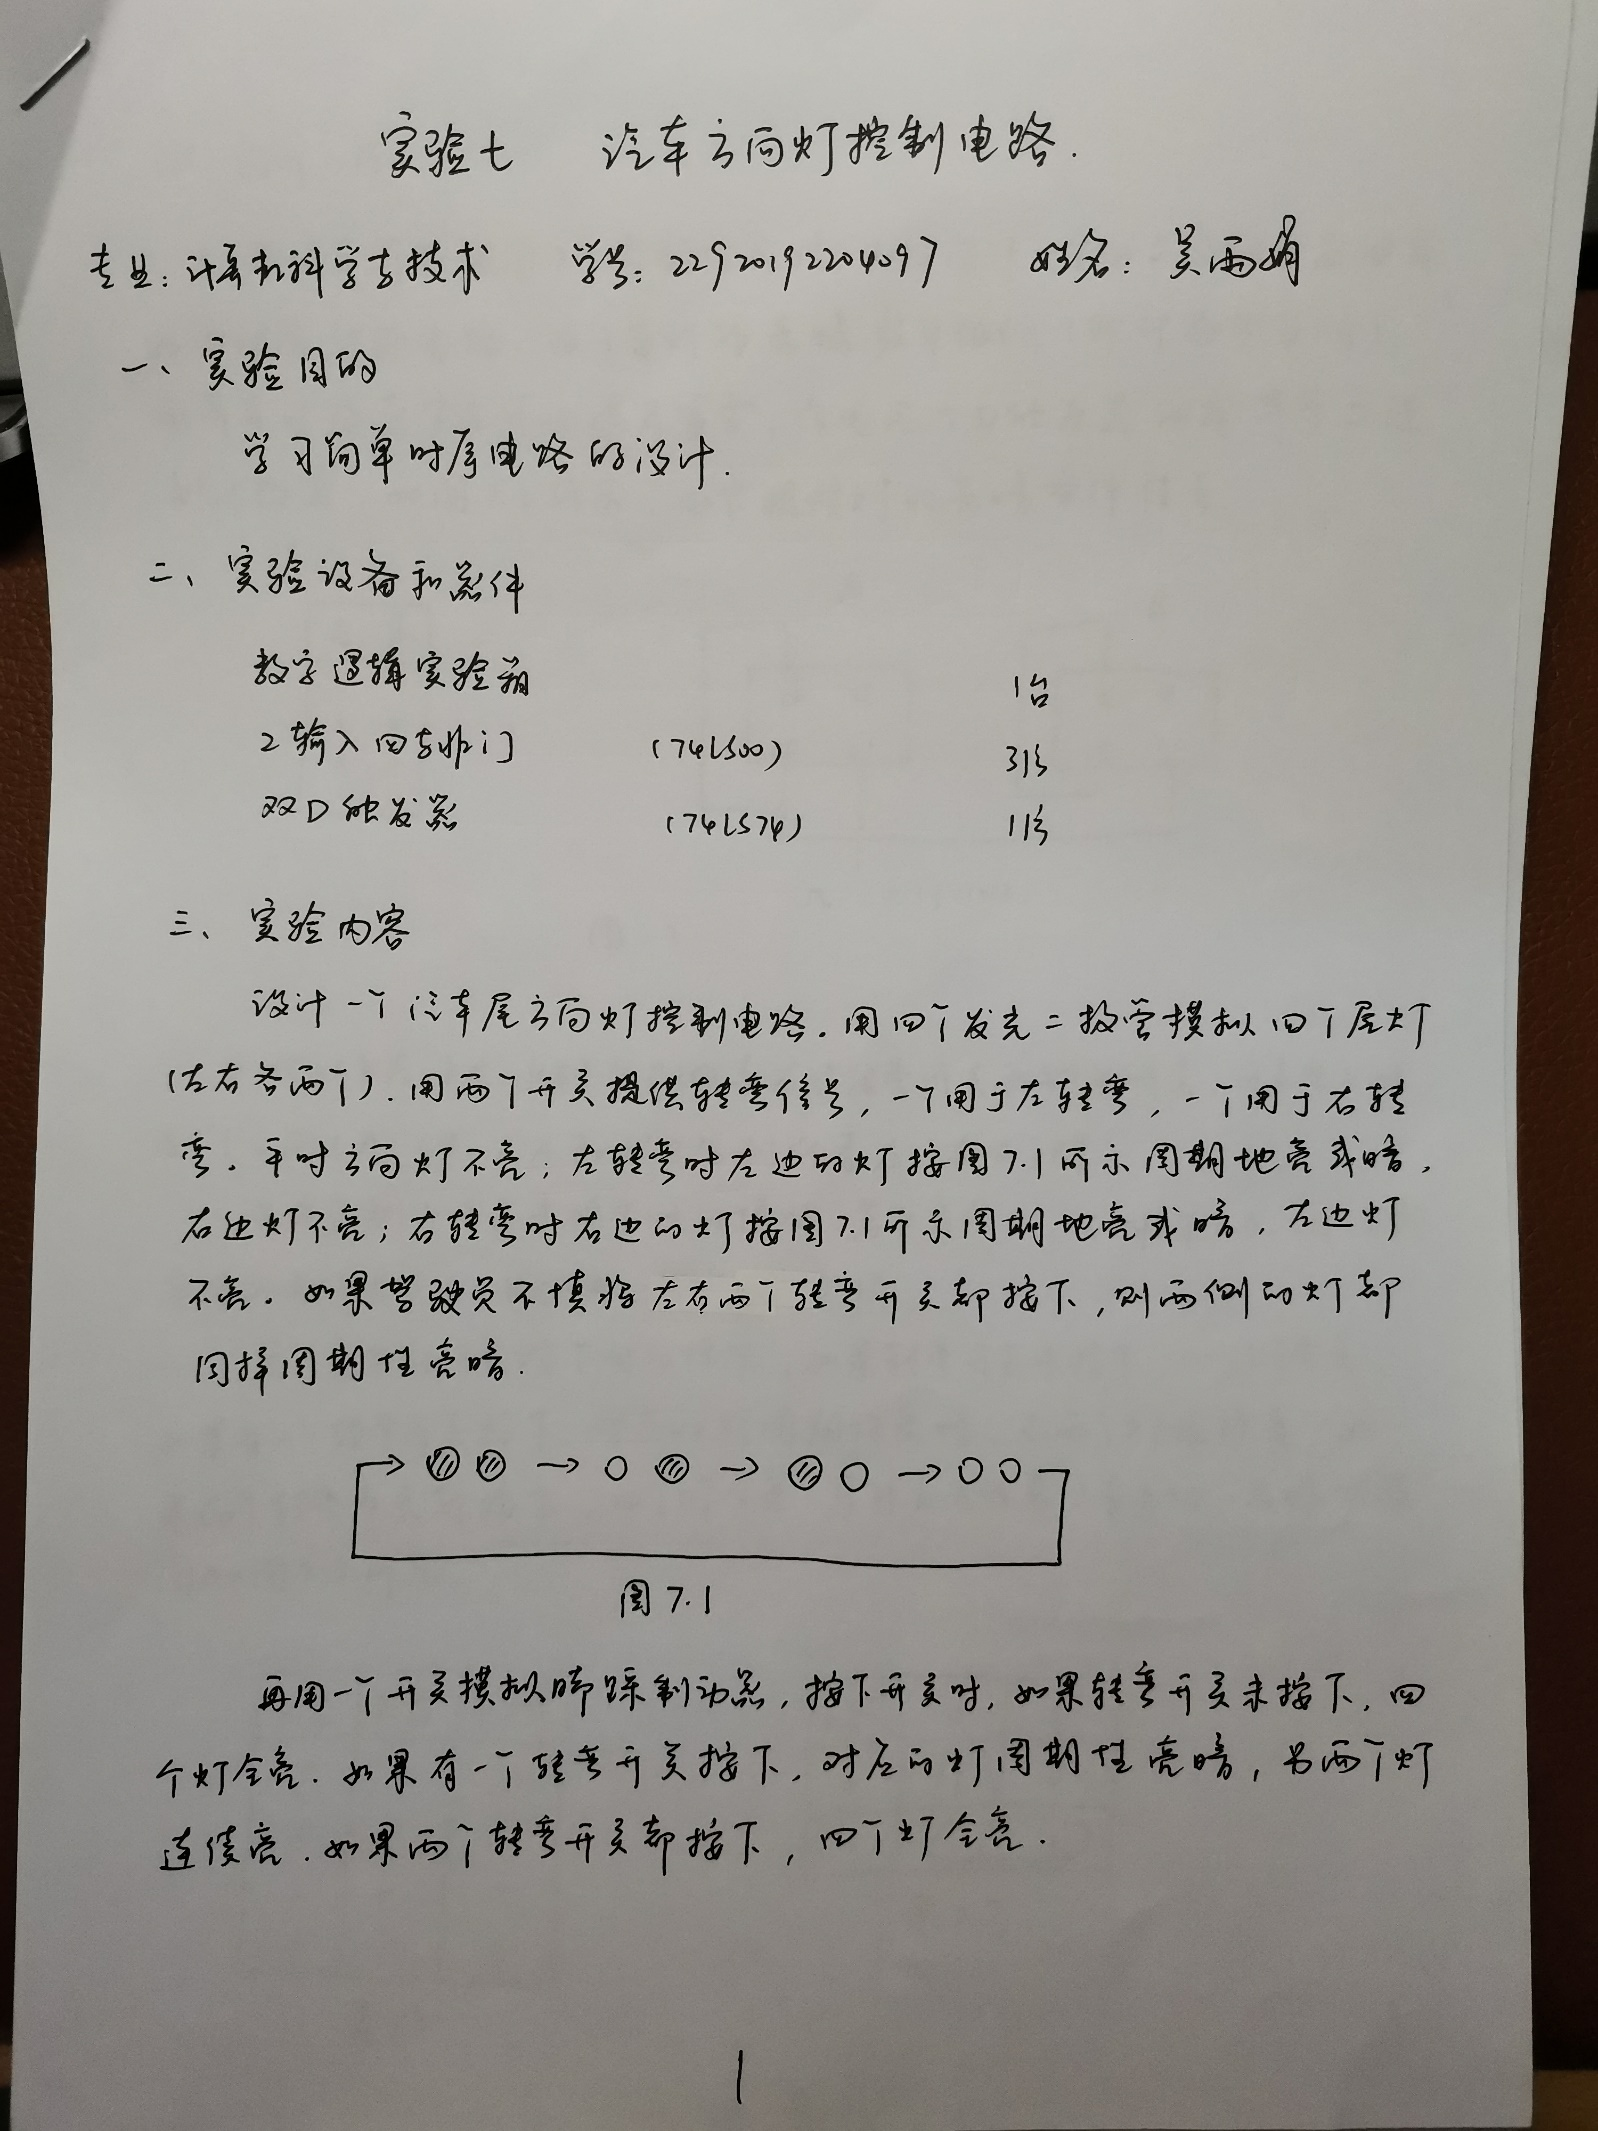 实验七 汽车方向灯控制电路.
专业:计算机科学与技术 学号:22920192204097 姓名:吴雨娟
一、实验目的
学习简单时序电路的设计.
二、实验设备和器件
数字逻辑实验箱 1台
2输入四与非门 (74LS00) 3片
双D触发器 (74LS74) 1片
三、实验内容
设计一个汽车尾方向灯控制电路.用四个发光二极管模拟四个尾灯
(左右各两个).用两个开关提供转弯信号,一个用于左转弯,一个用于右转
弯.平时方向灯不亮;左转弯时左边的灯按图7.1所示周期地亮或暗,
右边灯不亮;右转弯时右边的灯按图7.1所示周期地亮或暗,左边灯
不亮.如果驾驶员不慎将左右两个转弯开关都按下,则两侧的灯都
同样周期性亮暗.
图7.1
再用一个开关模拟脚踩制动器,按下开关时,如果转弯开关未按下,四
个灯全亮.如果有一个转弯开关按下,对应的灯周期性亮暗,另两个灯
连续亮.如果两个转弯开关都按下,四个灯全亮.
1